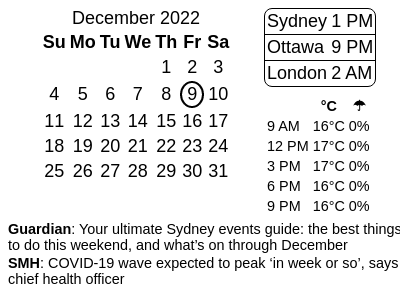 December 2022
Su Mo Tu We Th Fr Sa
1 2 3
4 5 6 7 8 9 10
11 12 13 14 15 16 17
18 19 20 21 22 23 24
25 26 27 28 29 30 31
Sydney 1 PM
Ottawa 9 PM
London 2 AM
°C ☂
9 AM 16°C 0%
12 PM 17°C 0%
3 PM 17°C 0%
6 PM 16°C 0%
9 PM 16°C 0%
Guardian: Your ultimate Sydney events guide: the best things
to do this weekend, and what’s on through December
SMH: COVID-19 wave expected to peak ‘in week or so’, says
chief health officer